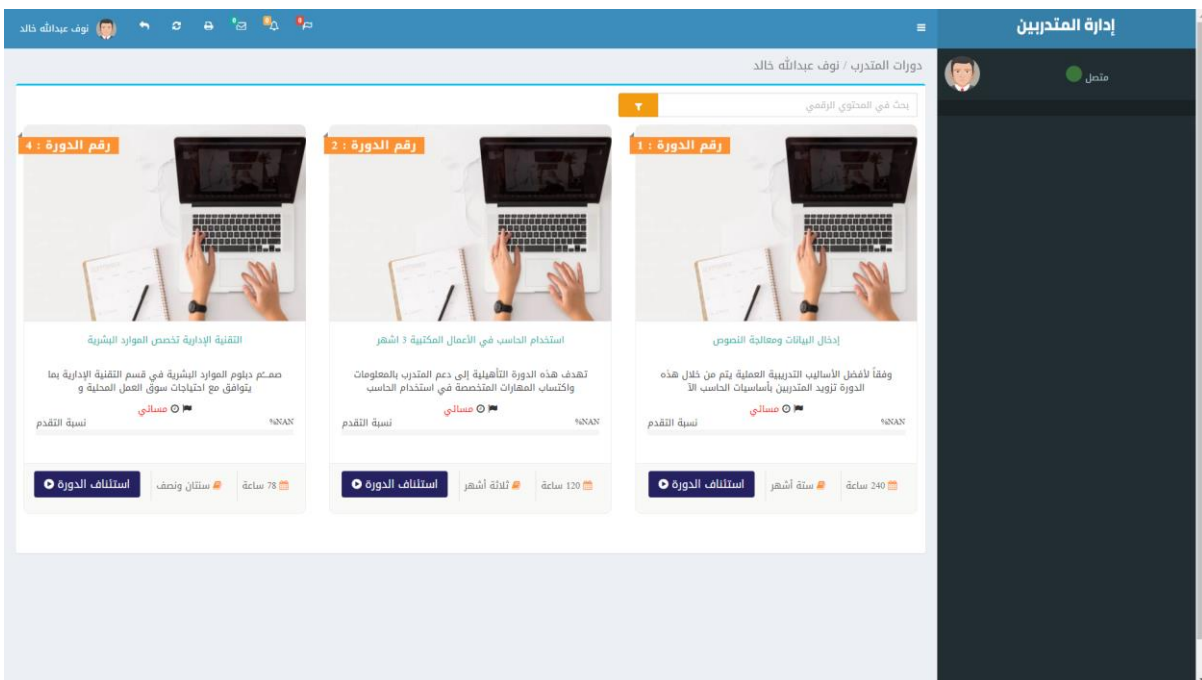 إدارة المتدربين
متصل
0
0
0
نوف عبدالله خالد
دورات المتدرب / نوف عبدالله خالد
بحث في المحتوي الرقمي
رقم الدورة : 1
إدخال البيانات ومعالجة النصوص
وفقاً لأفضل الأساليب التدريبية العملية يتم من خلال هذه
الدورة تزويد المتدربين بأساسيات الحاسب الآ
مسائي
نسبة التقدم %NAN
240 ساعة ستة أشهر استئناف الدورة
رقم الدورة : 2
استخدام الحاسب في الأعمال المكتبية 3 اشهر
تهدف هذه الدورة التأهيلية إلى دعم المتدرب بالمعلومات
واكتساب المهارات المتخصصة في استخدام الحاسب
مسائي
نسبة التقدم %NAN
120 ساعة ثلاثة أشهر استئناف الدورة
رقم الدورة : 4
التقنية الإدارية تخصص الموارد البشرية
صمـّم دبلوم الموارد البشرية في قسم التقنية الإدارية بما
يتوافق مع احتياجات سوق العمل المحلية و
مسائي
نسبة التقدم %NAN
78 ساعة سنتان ونصف استئناف الدورة